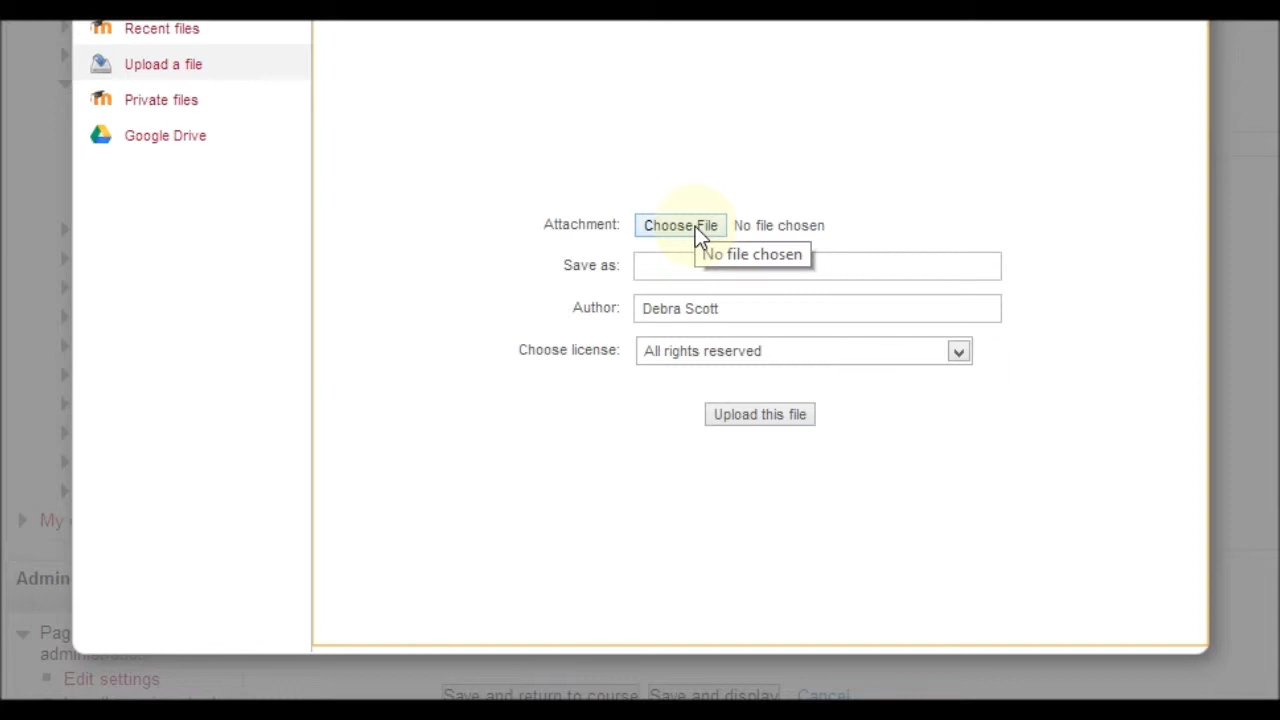 Recent files
Upload a file
Private files
Google Drive
Attachment: Choose File No file chosen
No file chosen
Save as:
Author: Debra Scott
Choose license: All rights reserved
Upload this file
My
Admin
Edit settings
Save and return to course Save and display Cancel